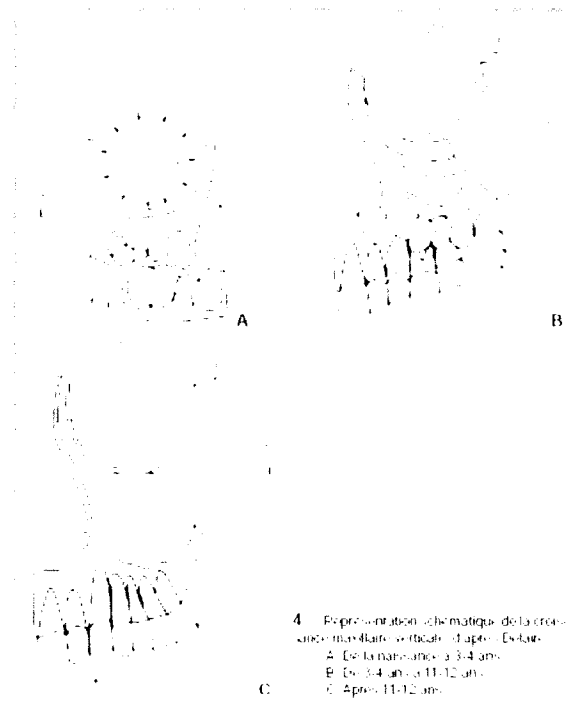 A
B
C
4 Représentation schématique de la crois-
sance maxillaire verticale d'après Delaire
A De la naissance à 3-4 ans
B De 3-4 ans à 11-12 ans
C Après 11-12 ans